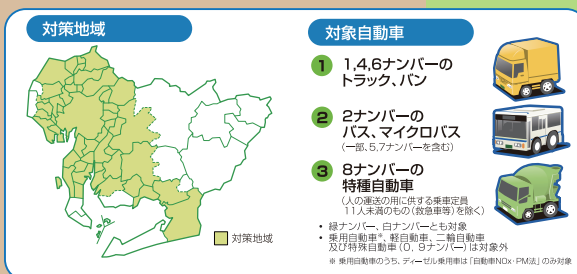 対策地域
対策地域
対象自動車
1 1,4,6ナンバーの
トラック、バン
2 2ナンバーの
バス、マイクロバス
(一部、5,7ナンバーを含む)
3 8ナンバーの
特種自動車
(人の運送の用に供する乗車定員
11人未満のもの(救急車等)を除く)
・ 緑ナンバー、白ナンバーとも対象
・ 乗用自動車※、軽自動車、二輪自動車
及び特殊自動車(0，9ナンバー)は対象外
※ 乗用自動車のうち、ディーゼル乗用車は「自動車NOx・PM法」のみ対象